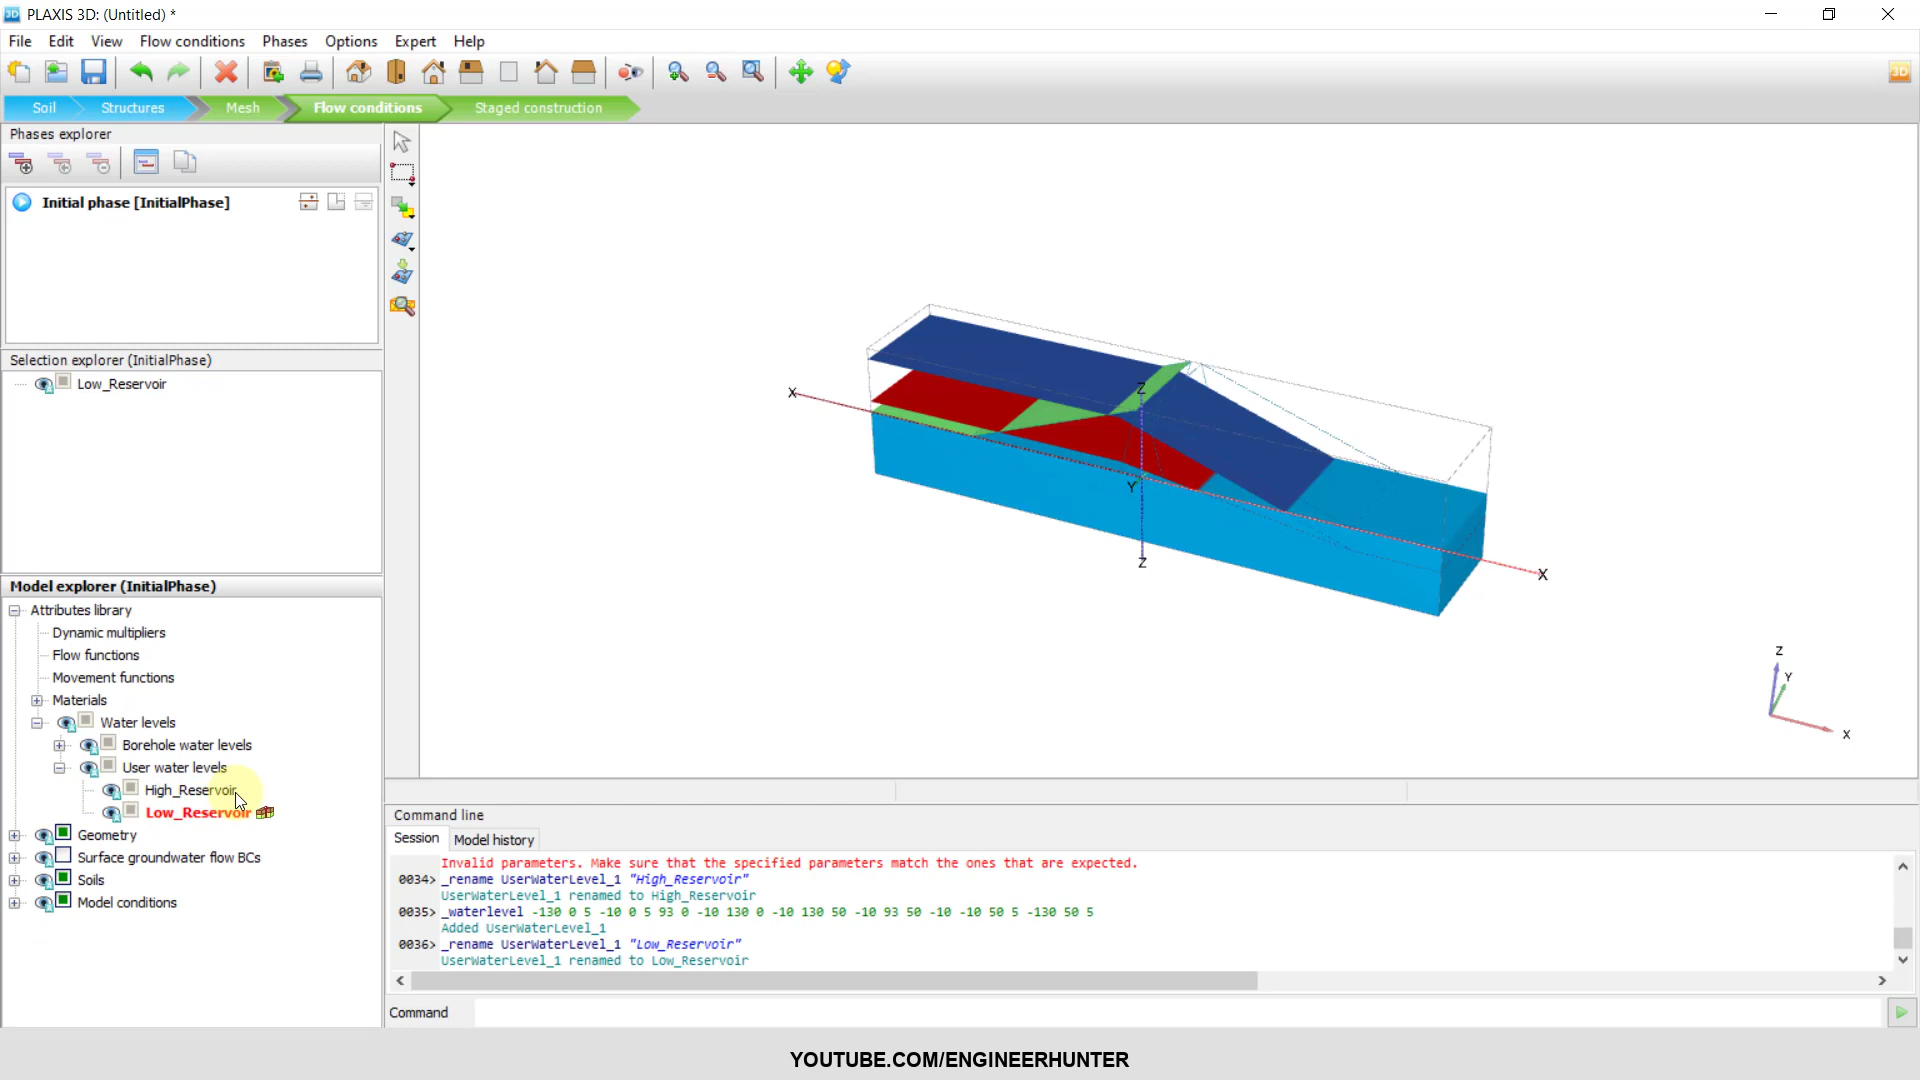 PLAXIS 3D: (Untitled) *
File Edit View Flow conditions Phases Options Expert Help
3D
Soil Structures Mesh Flow conditions Staged construction
Phases explorer
Initial phase [InitialPhase]
Selection explorer (InitialPhase)
Low_Reservoir
Model explorer (InitialPhase)
Attributes library
Dynamic multipliers
Flow functions
Movement functions
Materials
Water levels
Borehole water levels
User water levels
High_Reservoir
Low_Reservoir
Geometry
Surface groundwater flow BCs
Soils
Model conditions
X
Z
Y
Z
X
Z
Y
X
Command line
Session Model history
Invalid parameters. Make sure that the specified parameters match the ones that are expected.
0034> _rename UserWaterLevel_1 "High_Reservoir"
UserWaterLevel_1 renamed to High_Reservoir
0035> _waterlevel -130 0 5 -10 0 5 93 0 -10 130 0 -10 130 50 -10 93 50 -10 -10 50 5 -130 50 5
Added UserWaterLevel_1
0036> _rename UserWaterLevel_1 "Low_Reservoir"
UserWaterLevel_1 renamed to Low_Reservoir
Command
YOUTUBE.COM/ENGINEERHUNTER